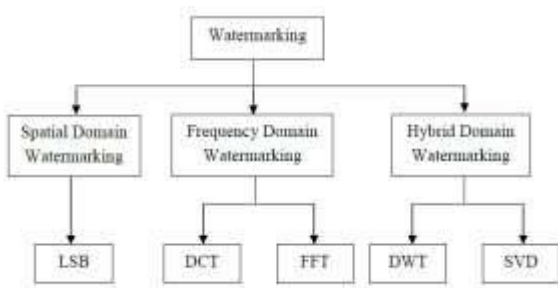 Watermarking
Spatial Domain
Watermarking
Frequency Domain
Watermarking
Hybrid Domain
Watermarking
LSB
DCT
FFT
DWT
SVD